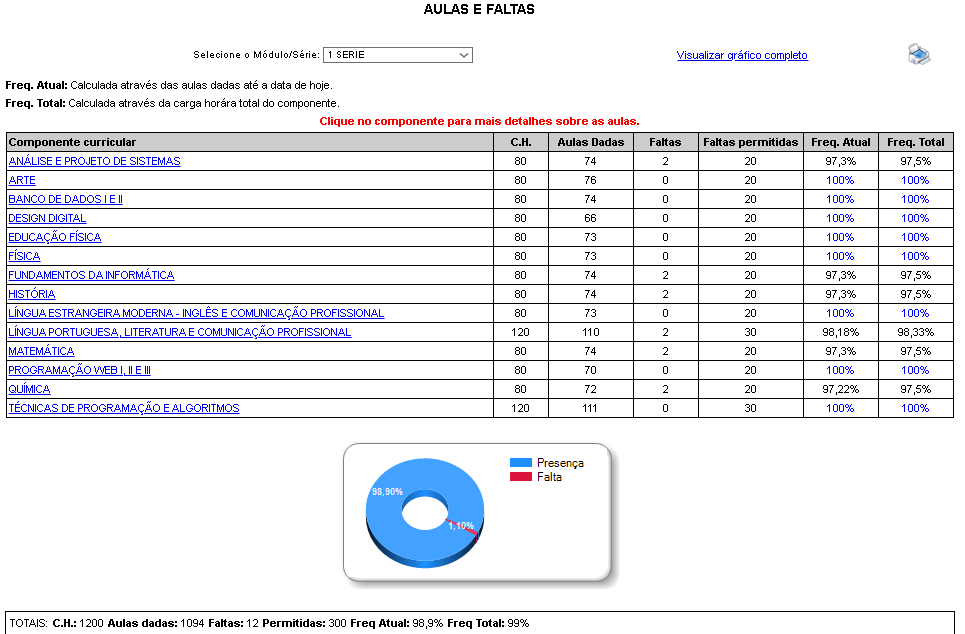 AULAS E FALTAS
Selecione o Módulo/Série: 1 SERIE Visualizar gráfico completo
Freq. Atual: Calculada através das aulas dadas até a data de hoje.
Freq. Total: Calculada através da carga horára total do componente.
Clique no componente para mais detalhes sobre as aulas.
Componente curricular C.H. Aulas Dadas Faltas Faltas permitidas Freq. Atual Freq. Total
ANÁLISE E PROJETO DE SISTEMAS 80 74 2 20 97,3% 97,5%
ARTE 80 76 0 20 100% 100%
BANCO DE DADOS I E II 80 74 0 20 100% 100%
DESIGN DIGITAL 80 66 0 20 100% 100%
EDUCAÇÃO FÍSICA 80 73 0 20 100% 100%
FÍSICA 80 73 0 20 100% 100%
FUNDAMENTOS DA INFORMÁTICA 80 74 2 20 97,3% 97,5%
HISTÓRIA 80 74 2 20 97,3% 97,5%
LÍNGUA ESTRANGEIRA MODERNA - INGLÊS E COMUNICAÇÃO PROFISSIONAL 80 73 0 20 100% 100%
LÍNGUA PORTUGUESA, LITERATURA E COMUNICAÇÃO PROFISSIONAL 120 110 2 30 98,18% 98,33%
MATEMÁTICA 80 74 2 20 97,3% 97,5%
PROGRAMAÇÃO WEB I, II E III 80 70 0 20 100% 100%
QUÍMICA 80 72 2 20 97,22% 97,5%
TÉCNICAS DE PROGRAMAÇÃO E ALGORITMOS 120 111 0 30 100% 100%
Presença
Falta
98,90%
1,10%
TOTAIS: C.H.: 1200 Aulas dadas: 1094 Faltas: 12 Permitidas: 300 Freq Atual: 98,9% Freq Total: 99%